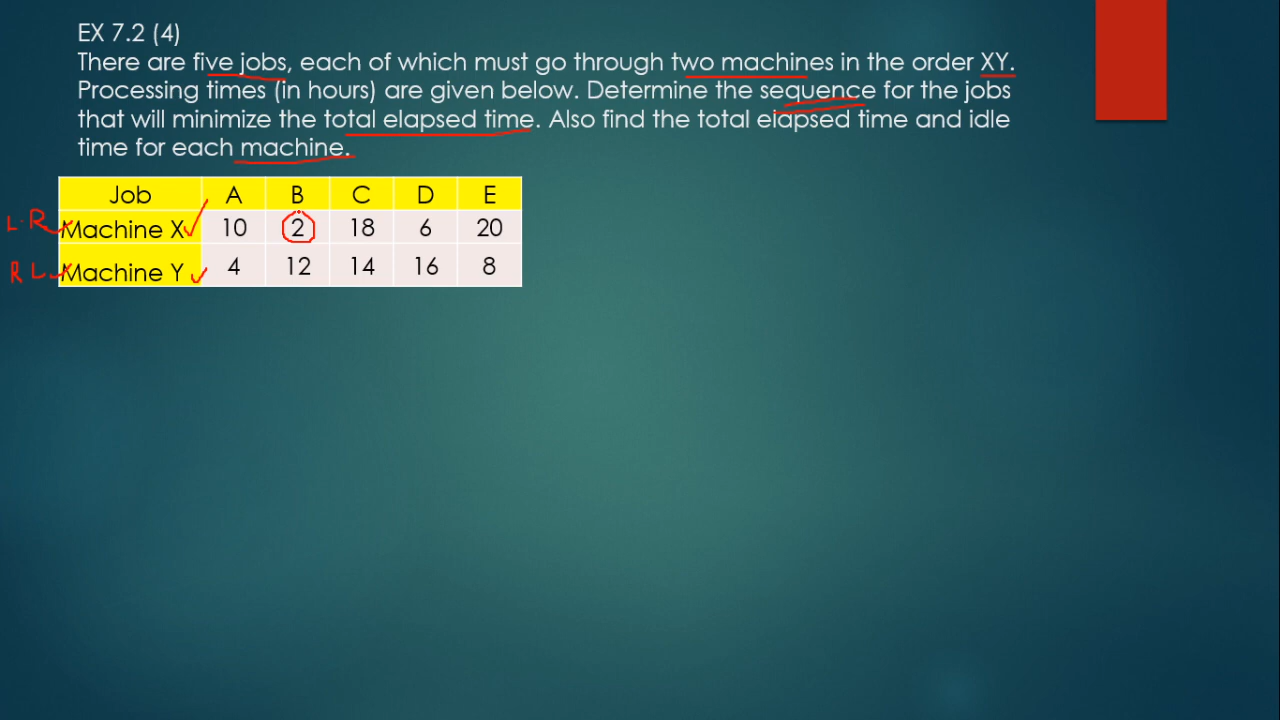 EX 7.2 (4)
There are five jobs, each of which must go through two machines in the order XY.
Processing times (in hours) are given below. Determine the sequence for the jobs
that will minimize the total elapsed time. Also find the total elapsed time and idle
time for each machine.
Job A B C D E
L.R Machine X 10 2 18 6 20
R L Machine Y 4 12 14 16 8